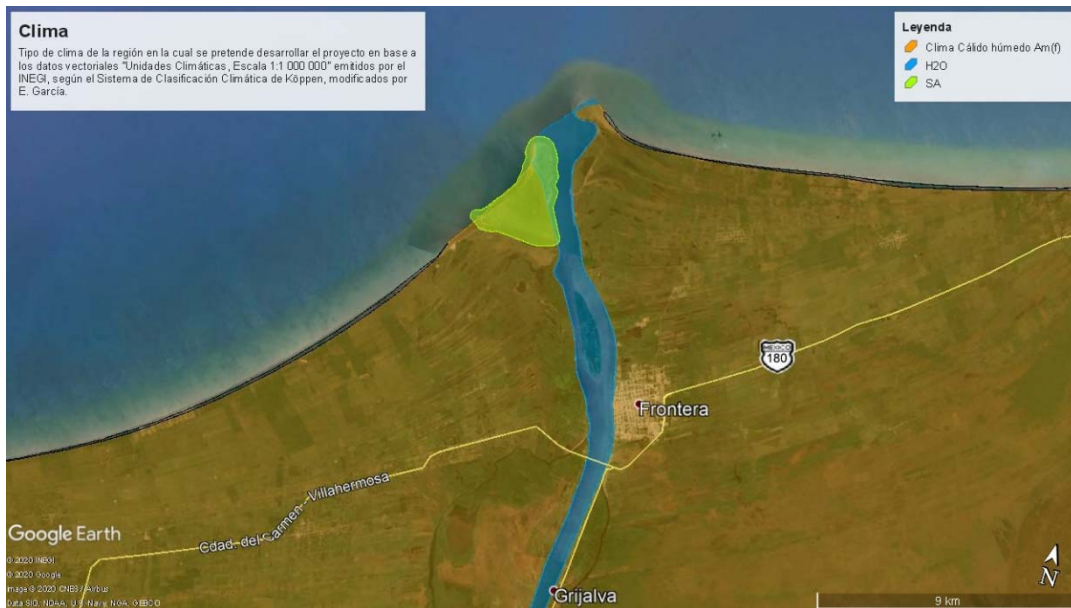 Clima
Tipo de clima de la región en la cual se pretende desarrollar el proyecto en base a
los datos vectoriales "Unidades Climáticas, Escala 1:1 000 000" emitidos por el
INEGI, según el Sistema de Clasificación Climática de Köppen, modificados por
E. García.
Leyenda
Clima Cálido húmedo Am(f)
H2O
SA
MEXICO
180
Frontera
Cdad. del Carmen - Villahermosa
Google Earth
© 2020 INEGI
© 2020 Google
Image © 2020 CNES / Airbus
Data SIO, NOAA, U.S. Navy, NGA, GEBCO
Grijalva
N
9 km